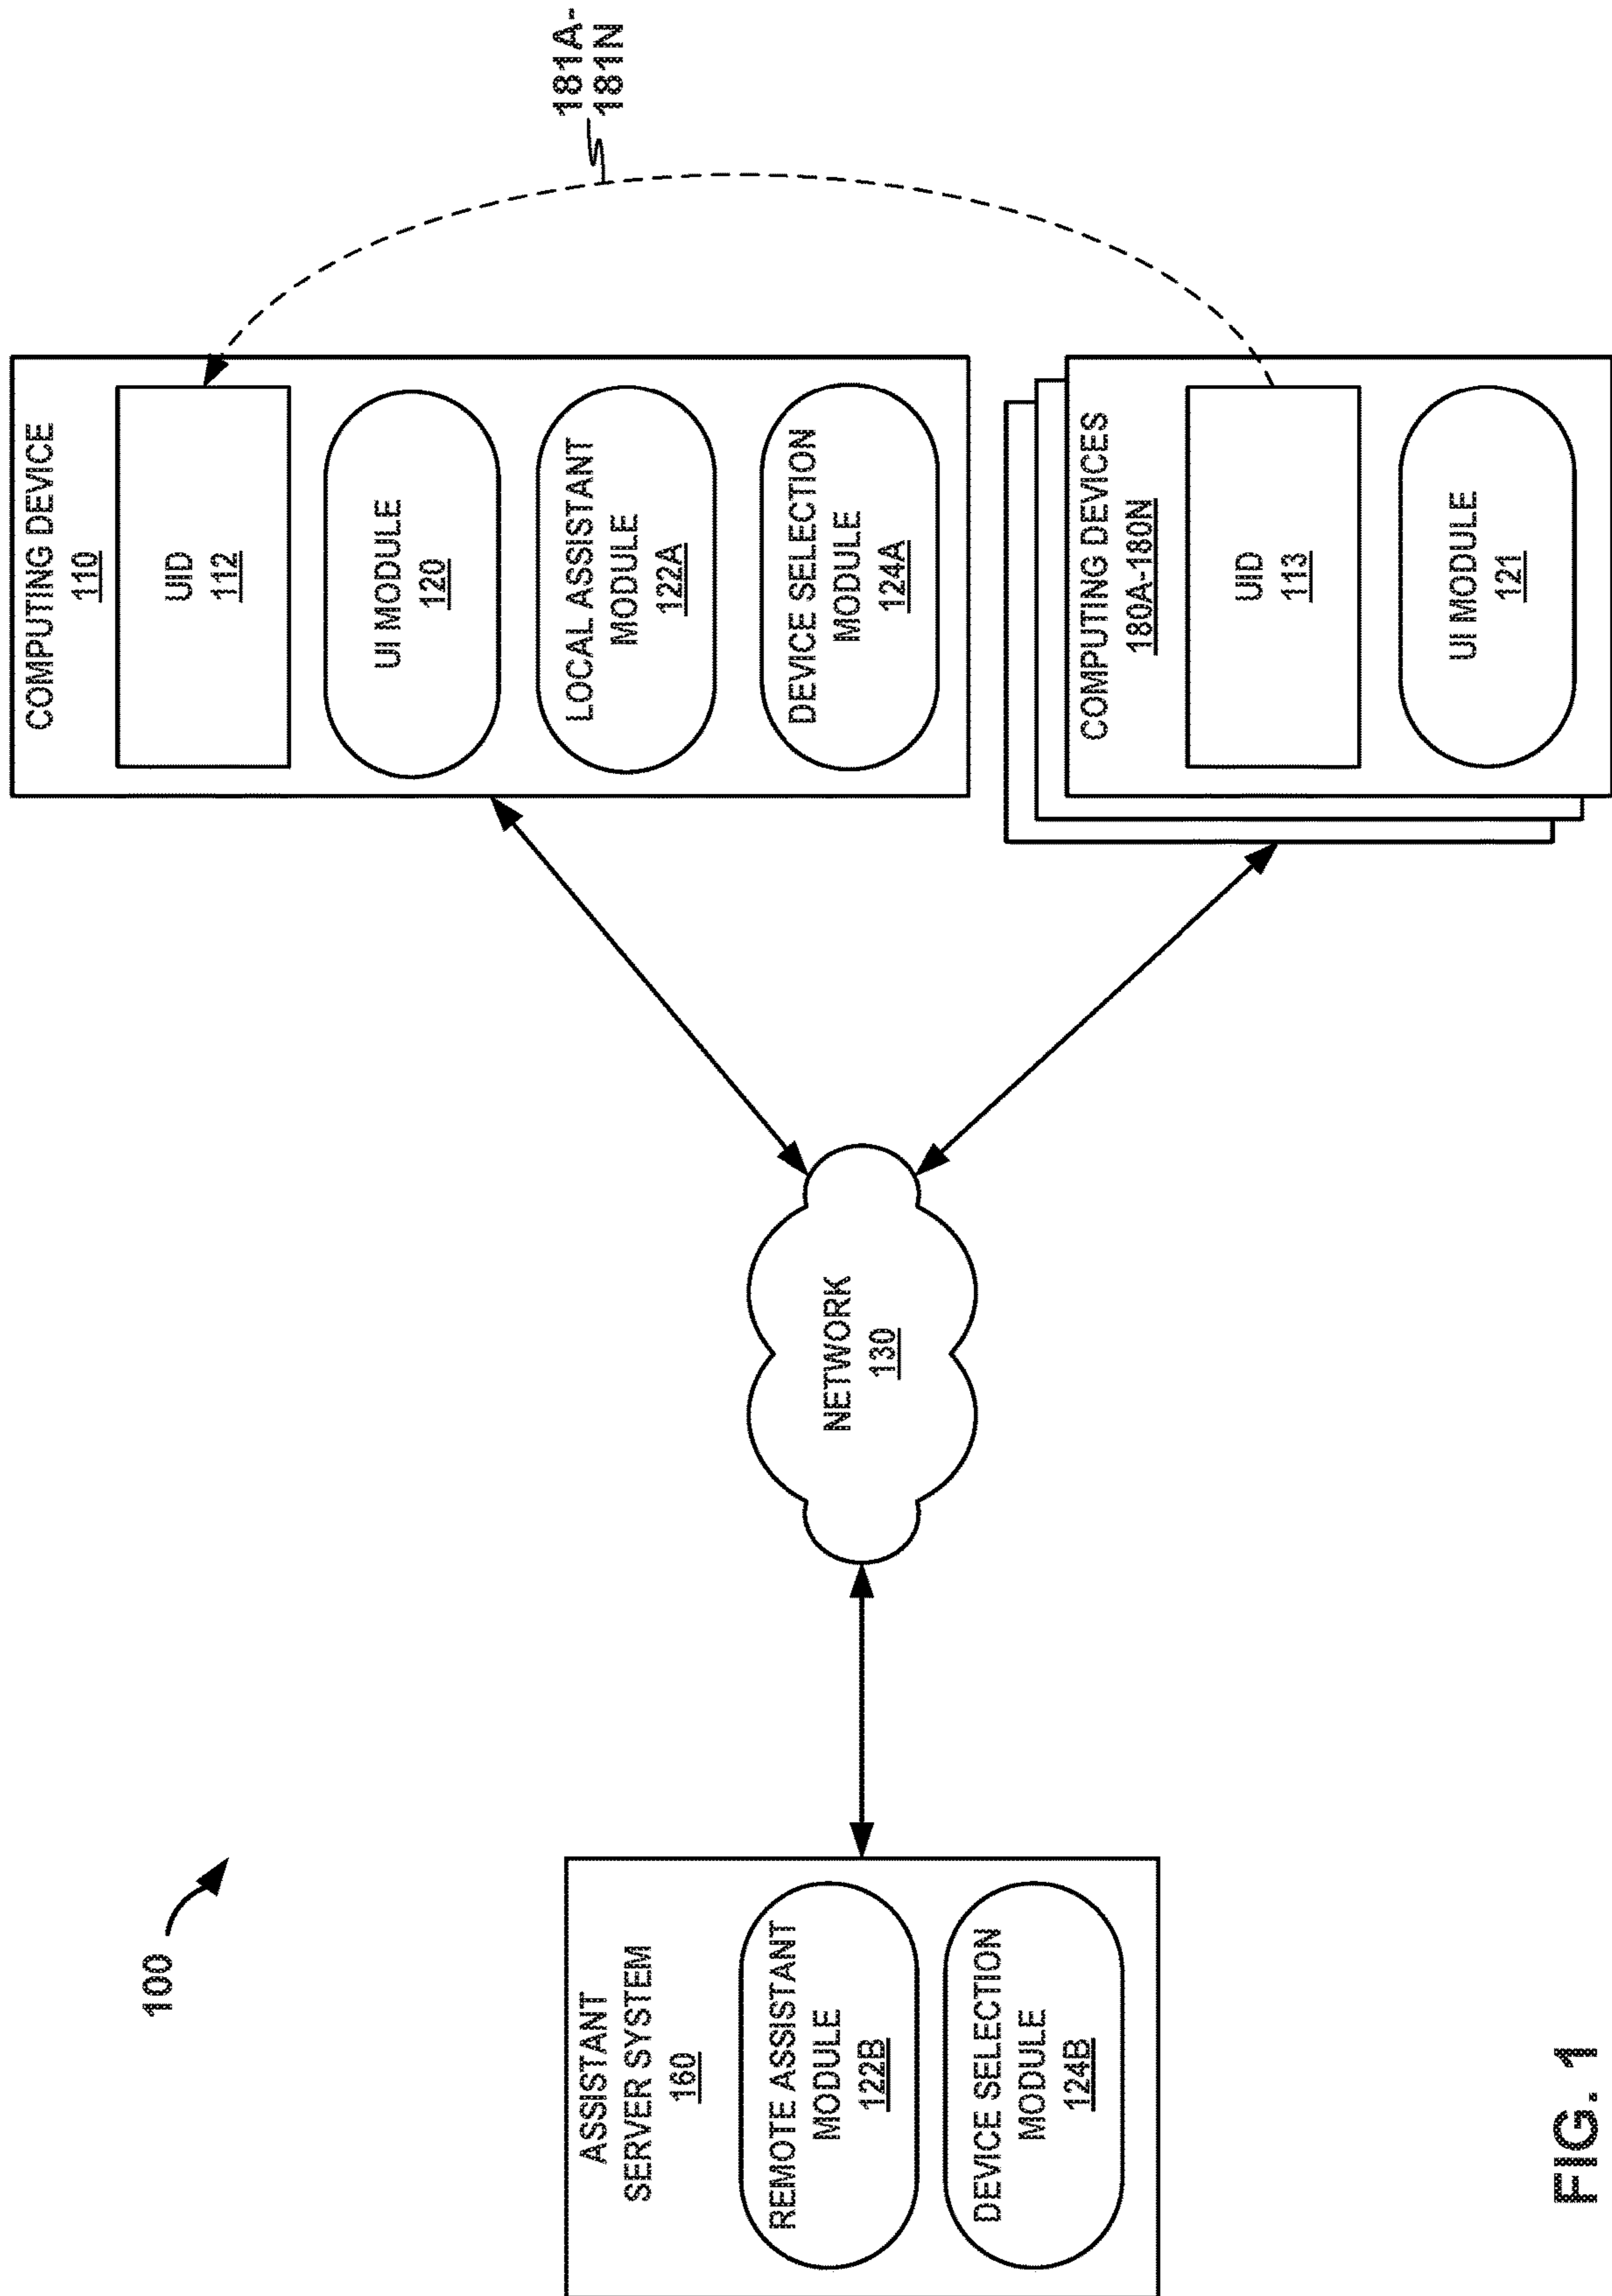 100
ASSISTANT
SERVER SYSTEM
160
REMOTE ASSISTANT
MODULE
122B
DEVICE SELECTION
MODULE
124B
NETWORK
130
COMPUTING DEVICE
110
UID
112
UI MODULE
120
LOCAL ASSISTANT
MODULE
122A
DEVICE SELECTION
MODULE
124A
COMPUTING DEVICES
180A-180N
UID
113
UI MODULE
121
181A-
181N
FIG. 1